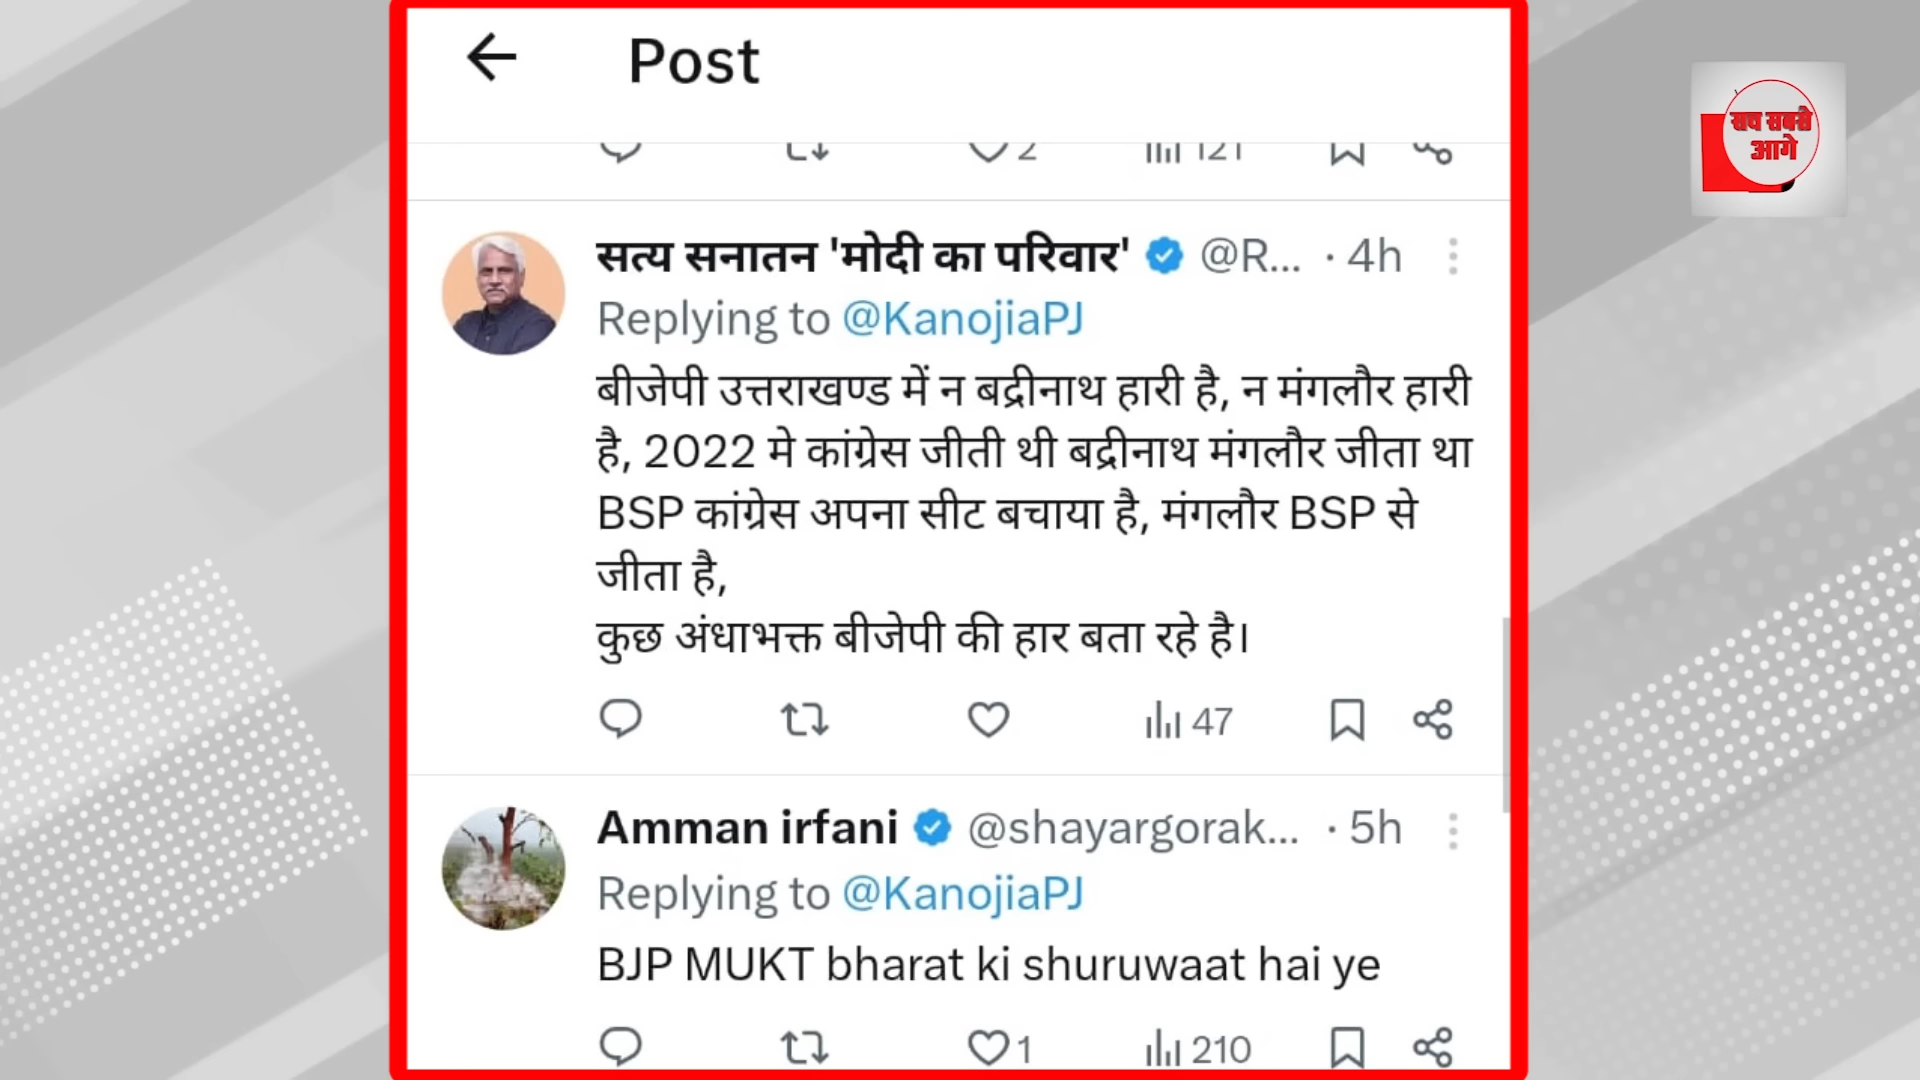 Post
2
121
सच सबसे
आगे
सत्य सनातन 'मोदी का परिवार' @R... · 4h
Replying to @KanojiaPJ
बीजेपी उत्तराखण्ड में न बद्रीनाथ हारी है, न मंगलौर हारी
है, 2022 मे कांग्रेस जीती थी बद्रीनाथ मंगलौर जीता था
BSP कांग्रेस अपना सीट बचाया है, मंगलौर BSP से
जीता है,
कुछ अंधाभक्त बीजेपी की हार बता रहे है।
47
Amman irfani @shayargorak... · 5h
Replying to @KanojiaPJ
BJP MUKT bharat ki shuruwaat hai ye
1 210